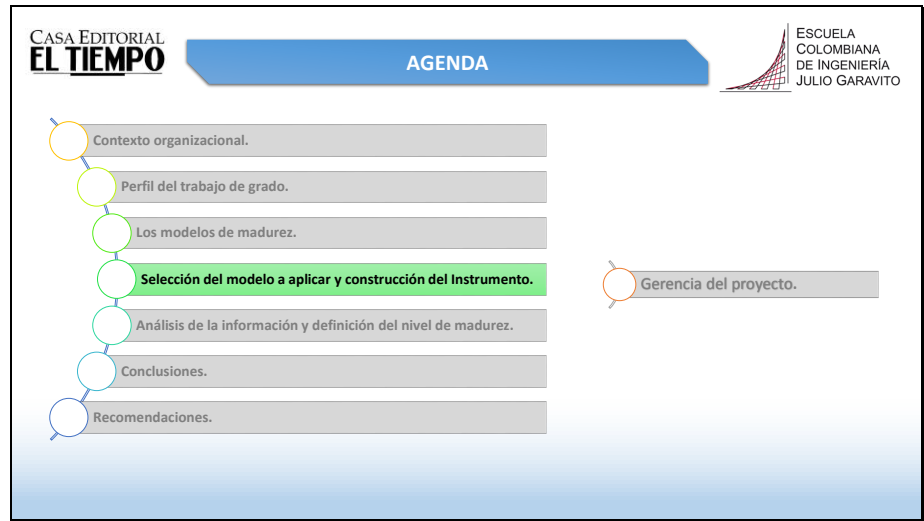 CASA EDITORIAL
EL TIEMPO
AGENDA
ESCUELA
COLOMBIANA
DE INGENIERÍA
JULIO GARAVITO
Contexto organizacional.
Perfil del trabajo de grado.
Los modelos de madurez.
Selección del modelo a aplicar y construcción del Instrumento.
Análisis de la información y definición del nivel de madurez.
Conclusiones.
Recomendaciones.
Gerencia del proyecto.